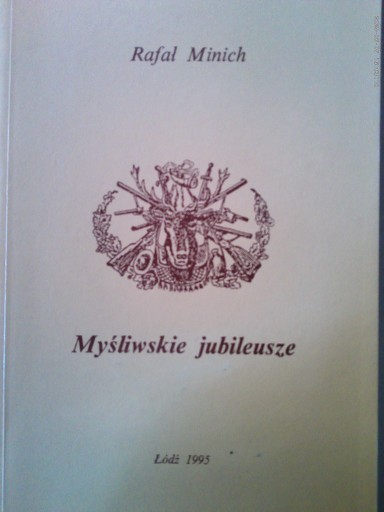 Rafał Minich
Myśliwskie jubileusze
Łódź 1995